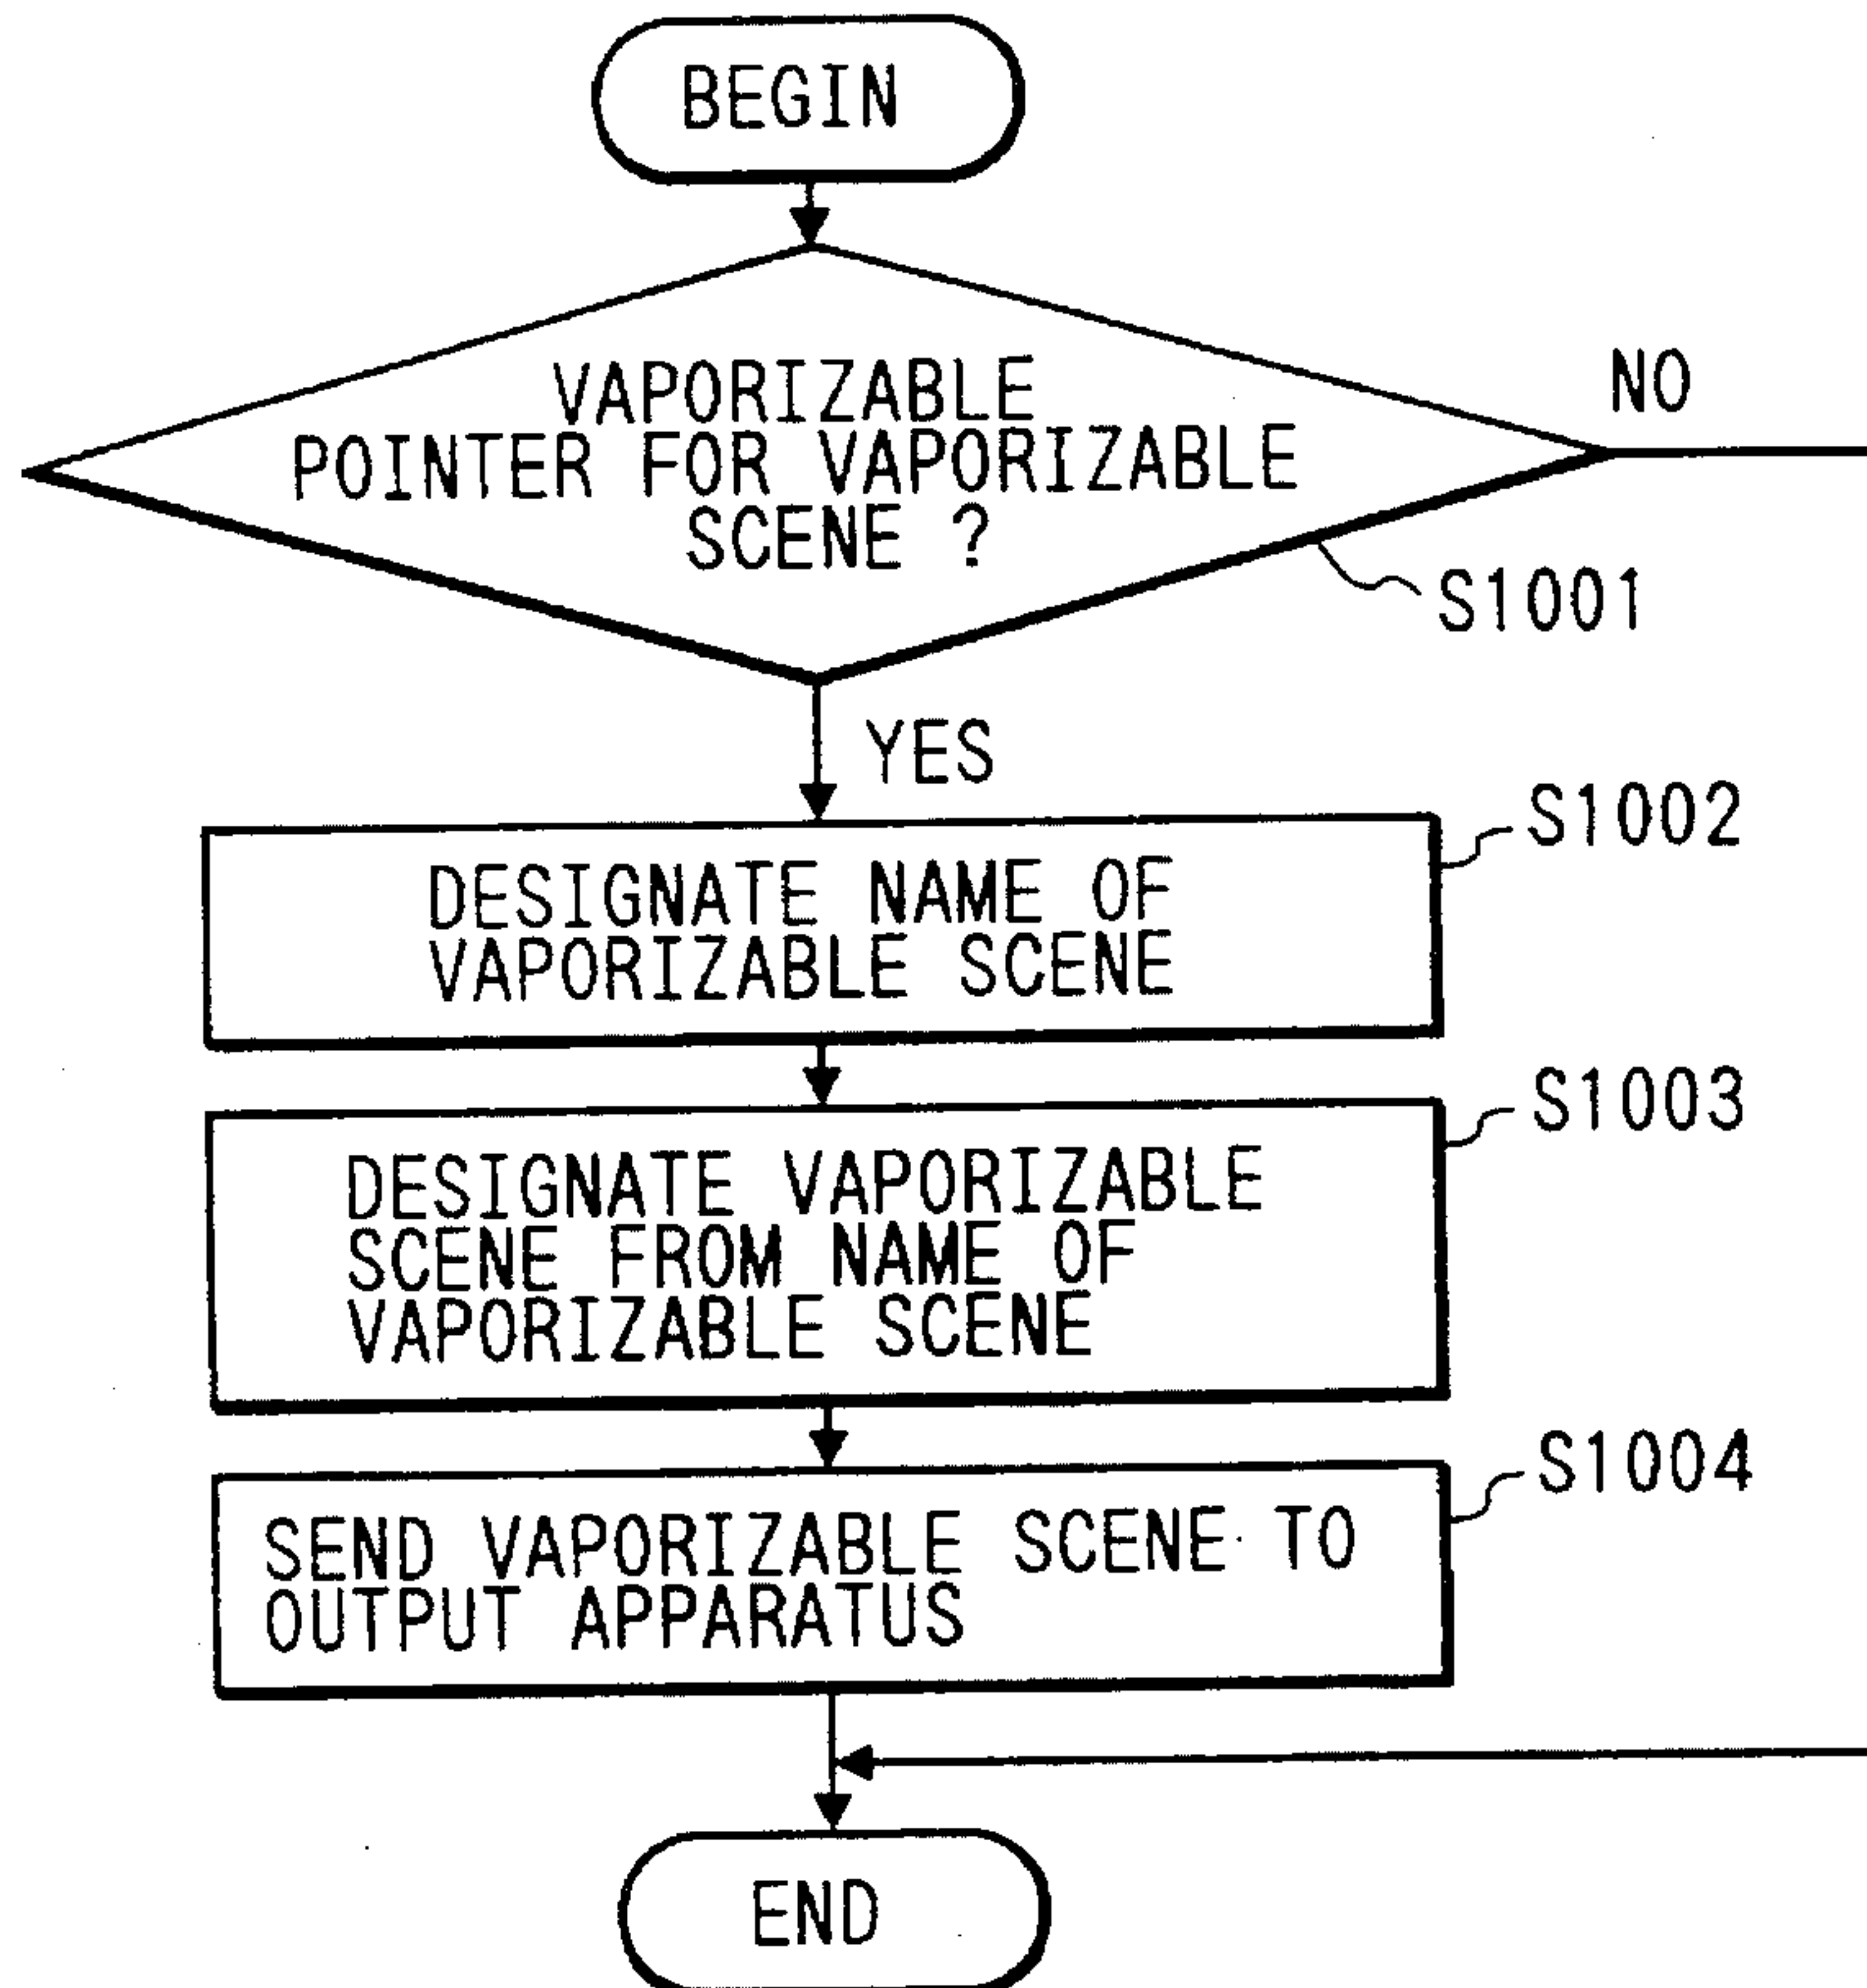 BEGIN
VAPORIZABLE
POINTER FOR VAPORIZABLE
SCENE ?
NO
S1001
YES
S1002
DESIGNATE NAME OF
VAPORIZABLE SCENE
S1003
DESIGNATE VAPORIZABLE
SCENE FROM NAME OF
VAPORIZABLE SCENE
S1004
SEND VAPORIZABLE SCENE TO
OUTPUT APPARATUS
END